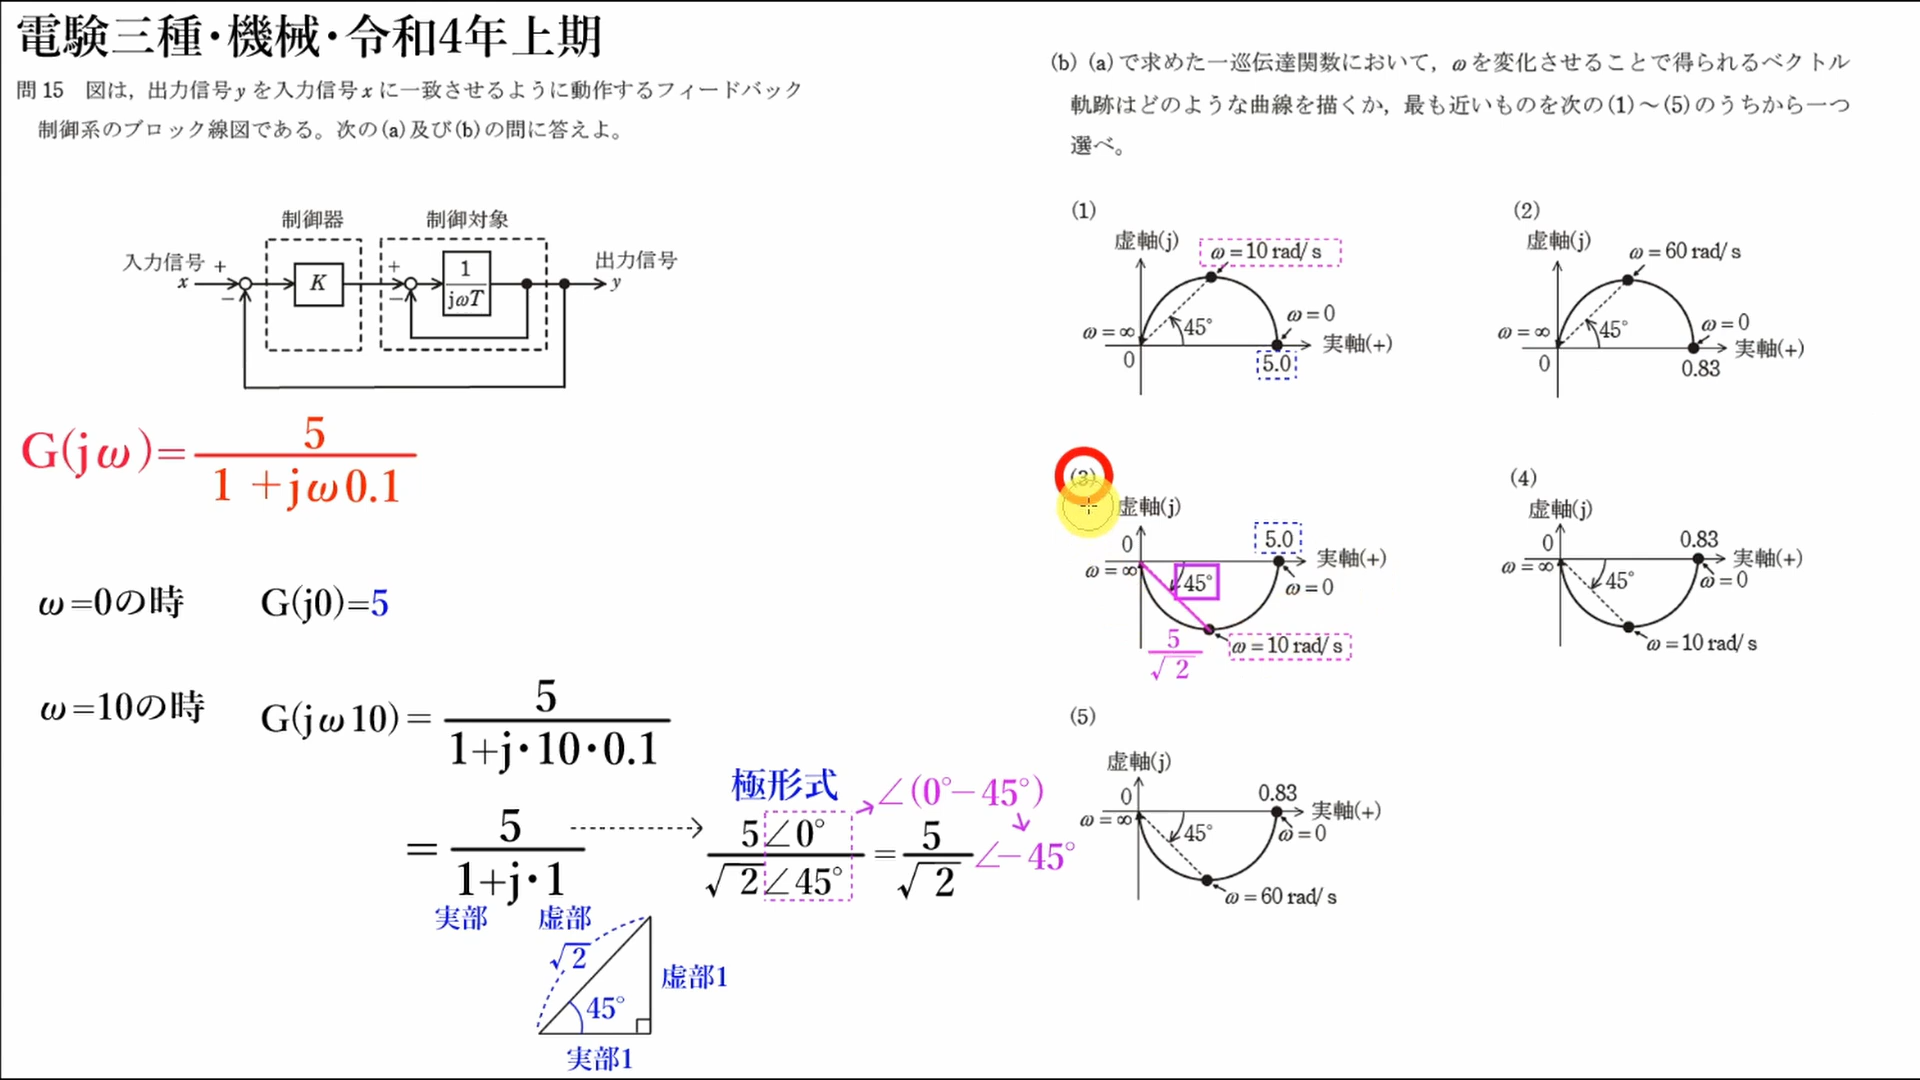 電験三種・機械・令和4年上期
問 15　図は，出力信号 y を入力信号 x に一致させるように動作するフィードバック
制御系のブロック線図である。次の(a)及び(b)の問に答えよ。
制御器
制御対象
入力信号 +
x
−
K
+
−
1
jωT
出力信号
y
G(jω)=
5
1 +jω0.1
ω=0の時　G(j0)=5
ω=10の時　G(jω10)=
5
1+j・10・0.1
=
5
1+j・1
実部
虚部
極形式
5∠0°
√2∠45°
=
5
√2
∠−45°
∠(0°−45°)
√2
45°
虚部1
実部1
(b) (a)で求めた一巡伝達関数において，ω を変化させることで得られるベクトル
軌跡はどのような曲線を描くか，最も近いものを次の(1)～(5)のうちから一つ
選べ。
(1)
虚軸(j)
ω=10 rad/s
ω=0
ω=∞
45°
実軸(+)
0
5.0
(2)
虚軸(j)
ω=60 rad/s
ω=0
ω=∞
45°
実軸(+)
0
0.83
(3)
虚軸(j)
0
5.0
実軸(+)
ω=∞
45°
ω=0
5
√2
ω=10 rad/s
(4)
虚軸(j)
0
0.83
実軸(+)
ω=∞
45°
ω=0
ω=10 rad/s
(5)
虚軸(j)
0
0.83
実軸(+)
ω=∞
45°
ω=0
ω=60 rad/s